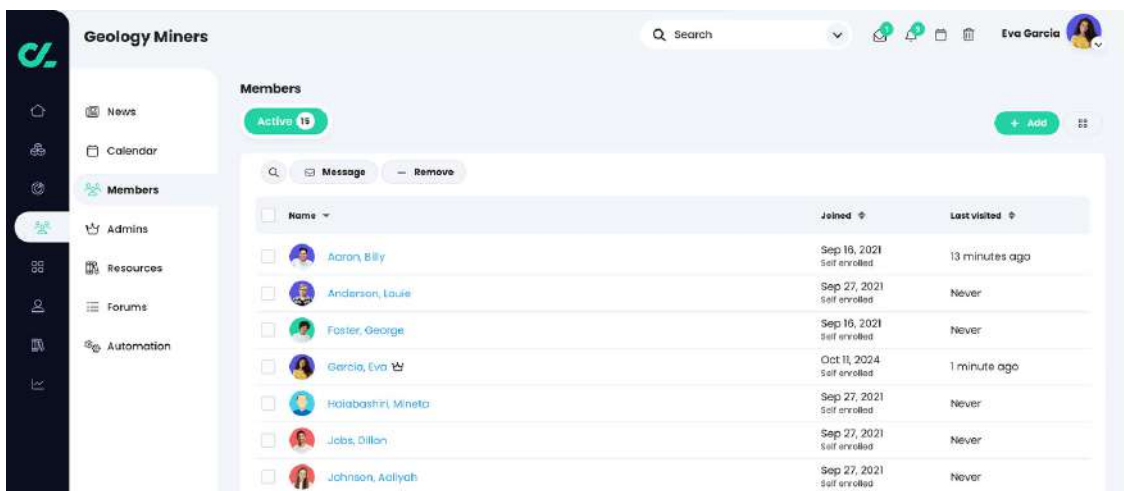 Geology Miners
Search
1
3
Eva Garcia
News
Calendar
Members
Admins
Resources
Forums
Automation
Members
Active 15
+ Add
Message
— Remove
Name
Joined
Last visited
Aaron, Billy
Sep 16, 2021
Self enrolled
13 minutes ago
Anderson, Louie
Sep 27, 2021
Self enrolled
Never
Foster, George
Sep 16, 2021
Self enrolled
Never
Garcia, Eva
Oct 11, 2024
Self enrolled
1 minute ago
Haiabashiri, Mineta
Sep 27, 2021
Self enrolled
Never
Jobs, Dillan
Sep 27, 2021
Self enrolled
Never
Johnson, Aaliyah
Sep 27, 2021
Self enrolled
Never